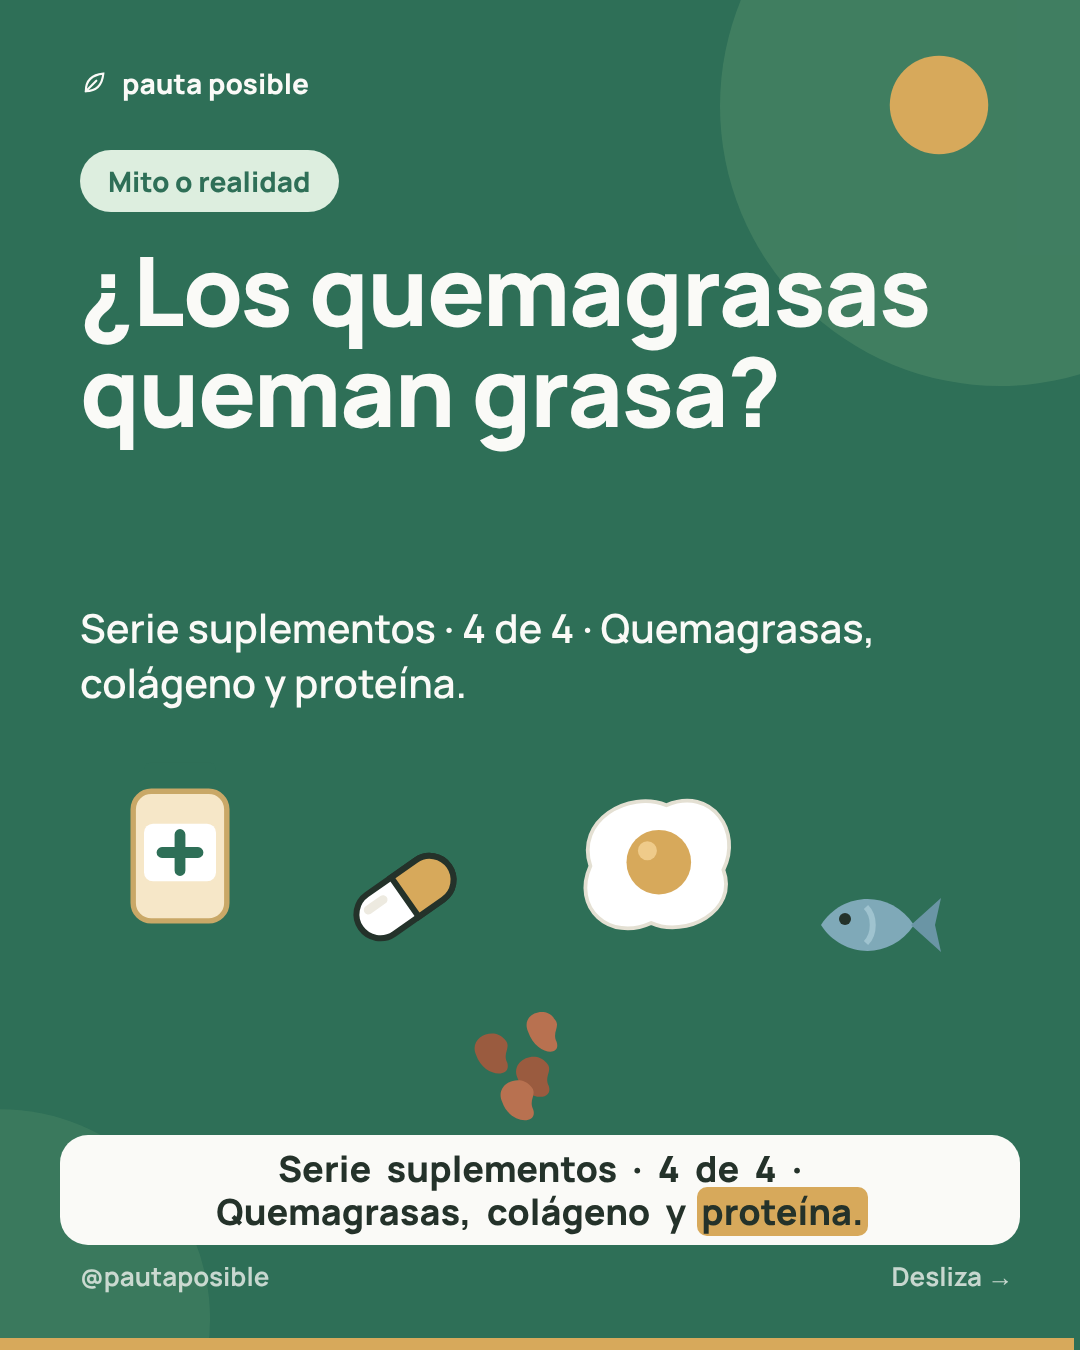 pauta posible
Mito o realidad
¿Los quemagrasas
queman grasa?
Serie suplementos · 4 de 4 · Quemagrasas,
colágeno y proteína.
Serie suplementos · 4 de 4 ·
Quemagrasas, colágeno y proteína.
@pautaposible
Desliza →